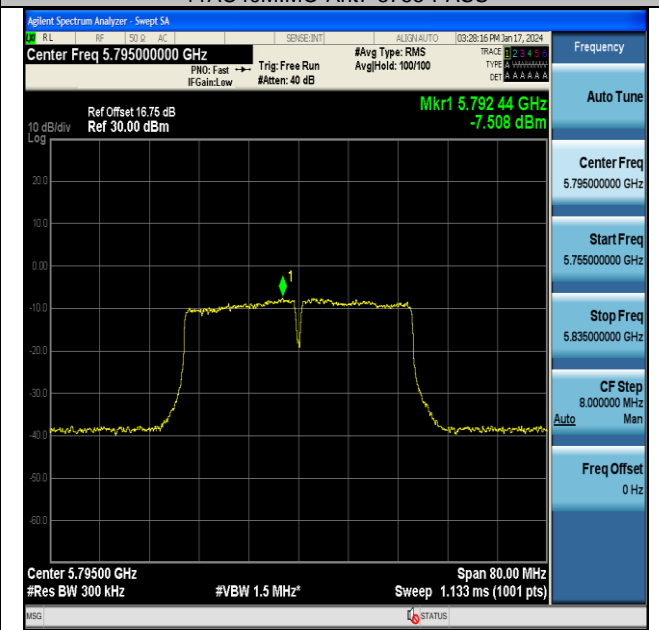 Agilent Spectrum Analyzer - Swept SA
RL RF 50 Ω AC SENSE:INT ALIGN AUTO 03:28:16 PM Jan 17, 2024
Center Freq 5.795000000 GHz
PNO: Fast
IFGain:Low
Trig: Free Run
#Atten: 40 dB
#Avg Type: RMS
Avg|Hold: 100/100
TRACE 1 2 3 4 5 6
TYPE A WWWWW
DET A A A A A A
Ref Offset 16.75 dB
10 dB/div Ref 30.00 dBm
Log
Mkr1 5.792 44 GHz
-7.508 dBm
20.0
10.0
0.00
-10.0
-20.0
-30.0
-40.0
-50.0
-60.0
1
Center 5.79500 GHz Span 80.00 MHz
#Res BW 300 kHz #VBW 1.5 MHz* Sweep 1.133 ms (1001 pts)
MSG STATUS
Frequency
Auto Tune
Center Freq
5.795000000 GHz
Start Freq
5.755000000 GHz
Stop Freq
5.835000000 GHz
CF Step
8.000000 MHz
Auto Man
Freq Offset
0 Hz